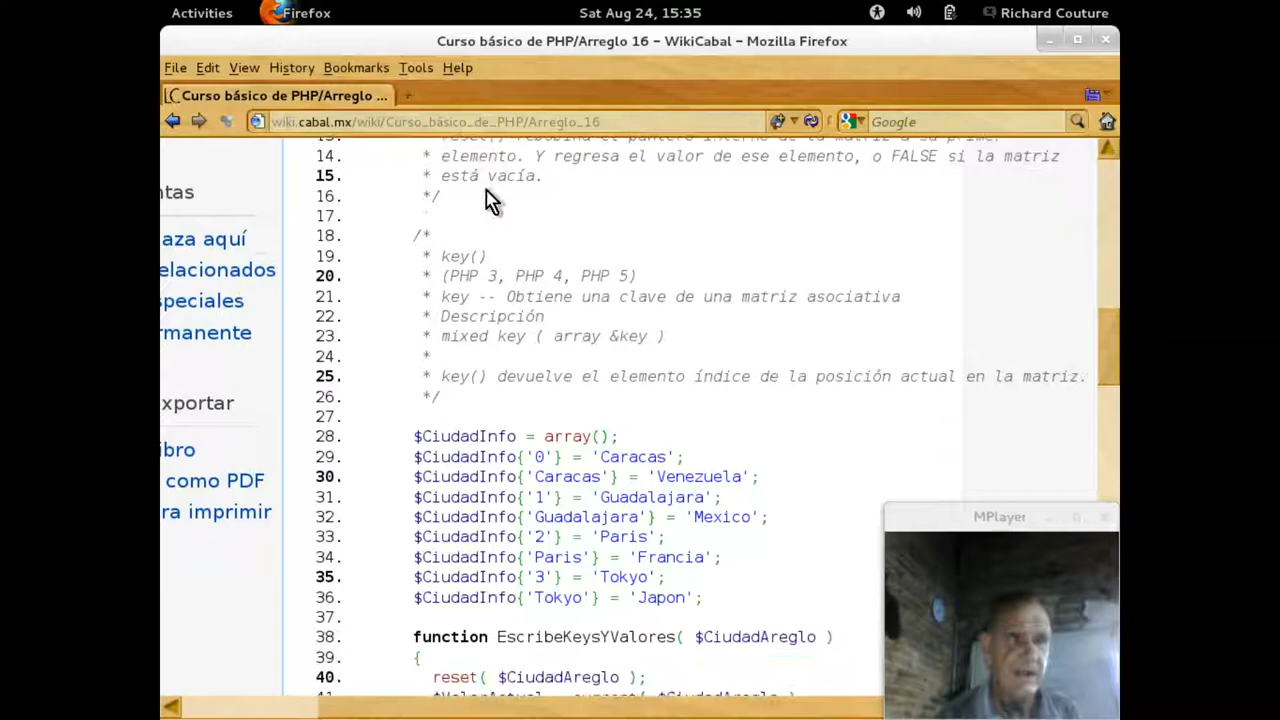 Activities Firefox Sat Aug 24, 15:35 Richard Couture
Curso básico de PHP/Arreglo 16 - WikiCabal - Mozilla Firefox
File Edit View History Bookmarks Tools Help
Curso básico de PHP/Arreglo ...
wiki.cabal.mx/wiki/Curso_básico_de_PHP/Arreglo_16 Google
ntas
aza aquí
elacionados
speciales
rmanente
xportar
ibro
como PDF
ra imprimir
14. * elemento. Y regresa el valor de ese elemento, o FALSE si la matriz
15. * está vacía.
16. */
17.
18. /*
19. * key()
20. * (PHP 3, PHP 4, PHP 5)
21. * key -- Obtiene una clave de una matriz asociativa
22. * Descripción
23. * mixed key ( array &key )
24. *
25. * key() devuelve el elemento índice de la posición actual en la matriz.
26. */
27.
28. $CiudadInfo = array();
29. $CiudadInfo{'0'} = 'Caracas';
30. $CiudadInfo{'Caracas'} = 'Venezuela';
31. $CiudadInfo{'1'} = 'Guadalajara';
32. $CiudadInfo{'Guadalajara'} = 'Mexico';
33. $CiudadInfo{'2'} = 'Paris';
34. $CiudadInfo{'Paris'} = 'Francia';
35. $CiudadInfo{'3'} = 'Tokyo';
36. $CiudadInfo{'Tokyo'} = 'Japon';
37.
38. function EscribeKeysYValores( $CiudadAreglo )
39. {
40. reset( $CiudadAreglo );
MPlayer